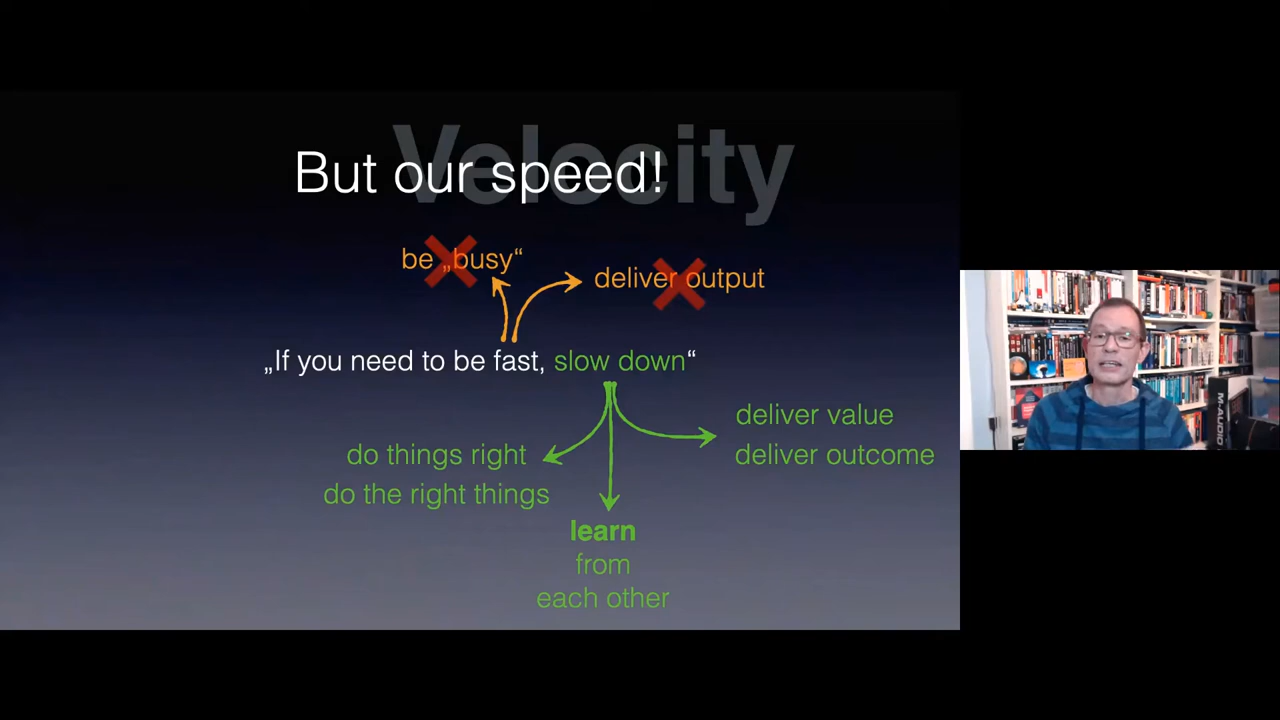 Velocity
But our speed!
be „busy“
deliver output
„If you need to be fast, slow down“
deliver value
deliver outcome
do things right
do the right things
learn
from
each other
M-AUDIO